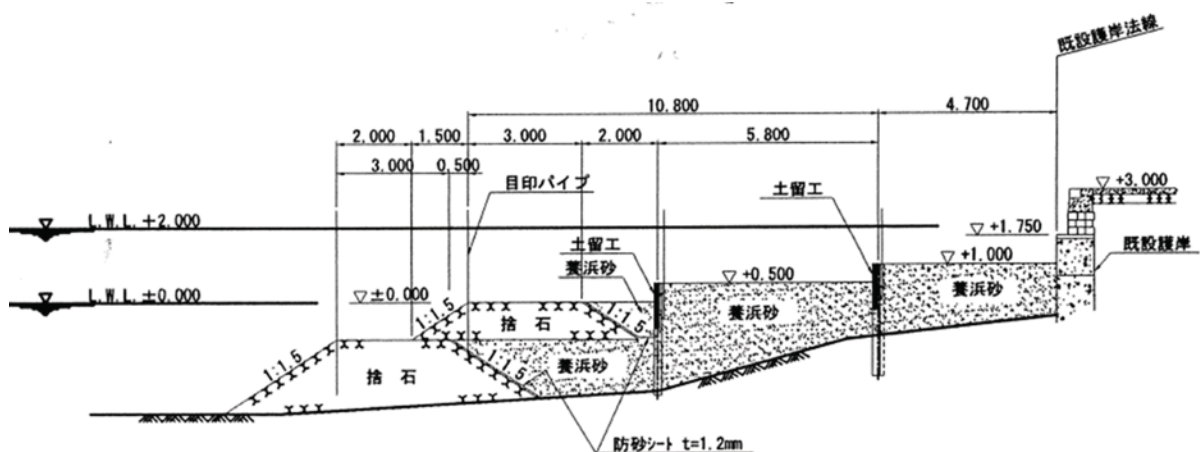 既設護岸法線
10.800
4.700
2.000
1.500
3.000
2.000
5.800
3.000
0.500
目印パイプ
土留工
+3.000
L.W.L.+2.000
+1.750
土留工
養浜砂
+0.500
+1.000
既設護岸
L.W.L.±0.000
±0.000
養浜砂
養浜砂
1:1.5
捨石
1:1.5
1:1.5
捨石
1:1.5
養浜砂
防砂シート t=1.2mm